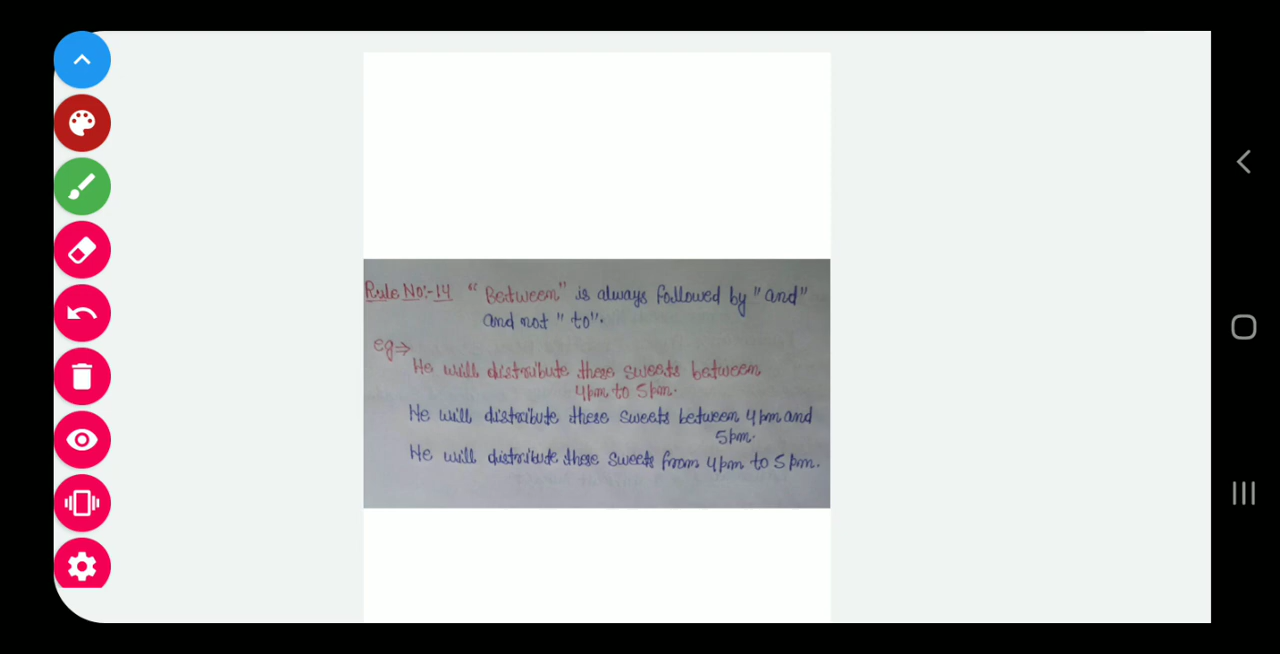 Rule No:-14 "Between" is always followed by "and"
and not "to".
eg⇒
He will distribute these sweets between
4pm to 5pm.
He will distribute these sweets between 4pm and
5pm.
He will distribute these sweets from 4pm to 5pm.